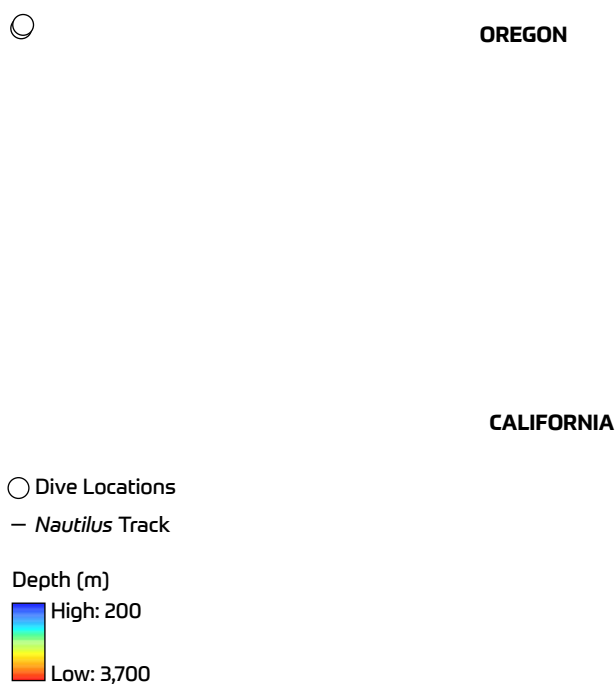 OREGON
CALIFORNIA
Dive Locations
Nautilus Track
Depth (m)
High: 200
Low: 3,700